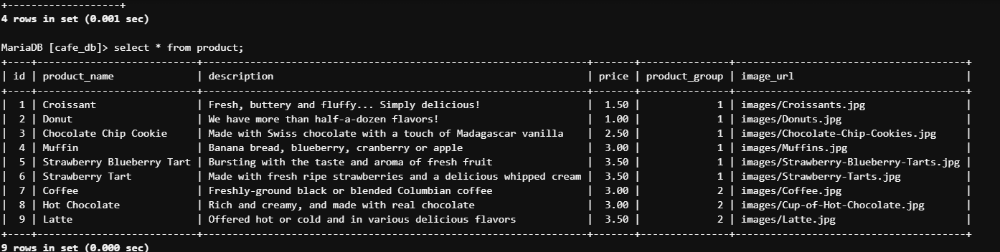 +-------------------+
4 rows in set (0.001 sec)
MariaDB [cafe_db]> select * from product;
+----+---------------------------+----------------------------------------------------------------+-------+---------------+---------------------------------------+
| id | product_name              | description                                                    | price | product_group | image_url                             |
+----+---------------------------+----------------------------------------------------------------+-------+---------------+---------------------------------------+
|  1 | Croissant                 | Fresh, buttery and fluffy... Simply delicious!                 |  1.50 |             1 | images/Croissants.jpg                 |
|  2 | Donut                     | We have more than half-a-dozen flavors!                        |  1.00 |             1 | images/Donuts.jpg                     |
|  3 | Chocolate Chip Cookie     | Made with Swiss chocolate with a touch of Madagascar vanilla   |  2.50 |             1 | images/Chocolate-Chip-Cookies.jpg     |
|  4 | Muffin                    | Banana bread, blueberry, cranberry or apple                    |  3.00 |             1 | images/Muffins.jpg                    |
|  5 | Strawberry Blueberry Tart | Bursting with the taste and aroma of fresh fruit               |  3.50 |             1 | images/Strawberry-Blueberry-Tarts.jpg |
|  6 | Strawberry Tart           | Made with fresh ripe strawberries and a delicious whipped cream |  3.50 |             1 | images/Strawberry-Tarts.jpg           |
|  7 | Coffee                    | Freshly-ground black or blended Columbian coffee               |  3.00 |             2 | images/Coffee.jpg                     |
|  8 | Hot Chocolate             | Rich and creamy, and made with real chocolate                  |  3.00 |             2 | images/Cup-of-Hot-Chocolate.jpg       |
|  9 | Latte                     | Offered hot or cold and in various delicious flavors           |  3.50 |             2 | images/Latte.jpg                      |
+----+---------------------------+----------------------------------------------------------------+-------+---------------+---------------------------------------+
9 rows in set (0.000 sec)